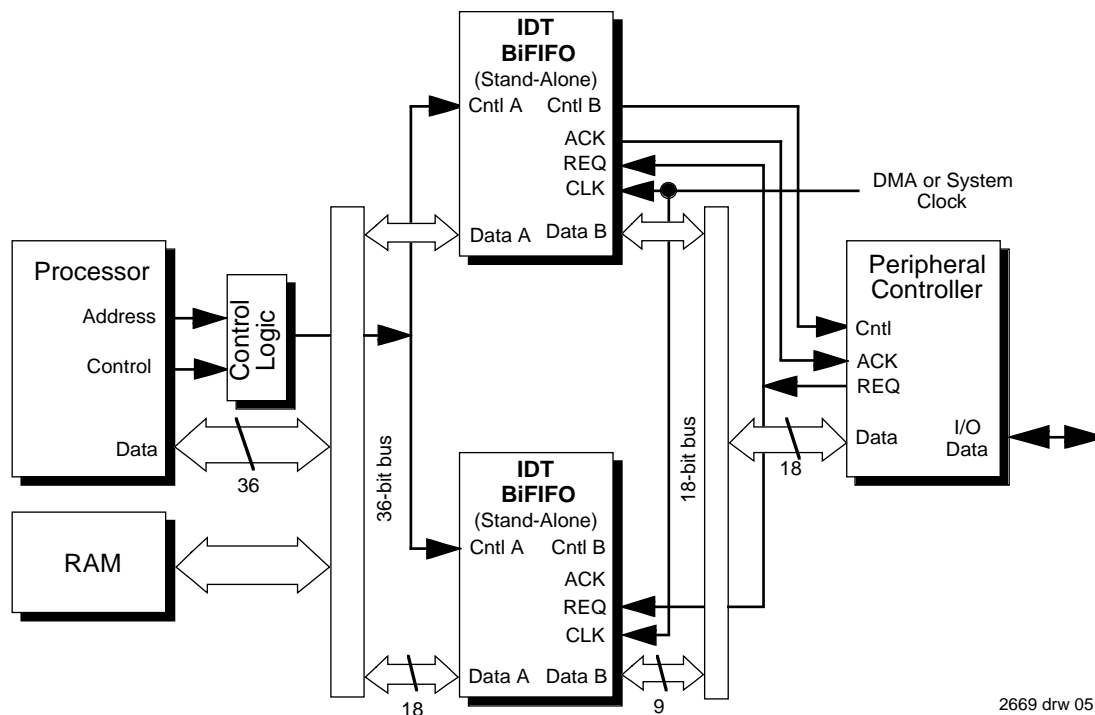 IDT
BiFIFO
(Stand-Alone)
Cntl A
Cntl B
ACK
REQ
CLK
Data A
Data B
DMA or System
Clock
Processor
Address
Control
Data
Control
Logic
36
RAM
36-bit bus
18-bit bus
Peripheral
Controller
Cntl
ACK
REQ
Data
I/O
Data
18
IDT
BiFIFO
(Stand-Alone)
Cntl A
Cntl B
ACK
REQ
CLK
Data A
Data B
18
9
2669 drw 05